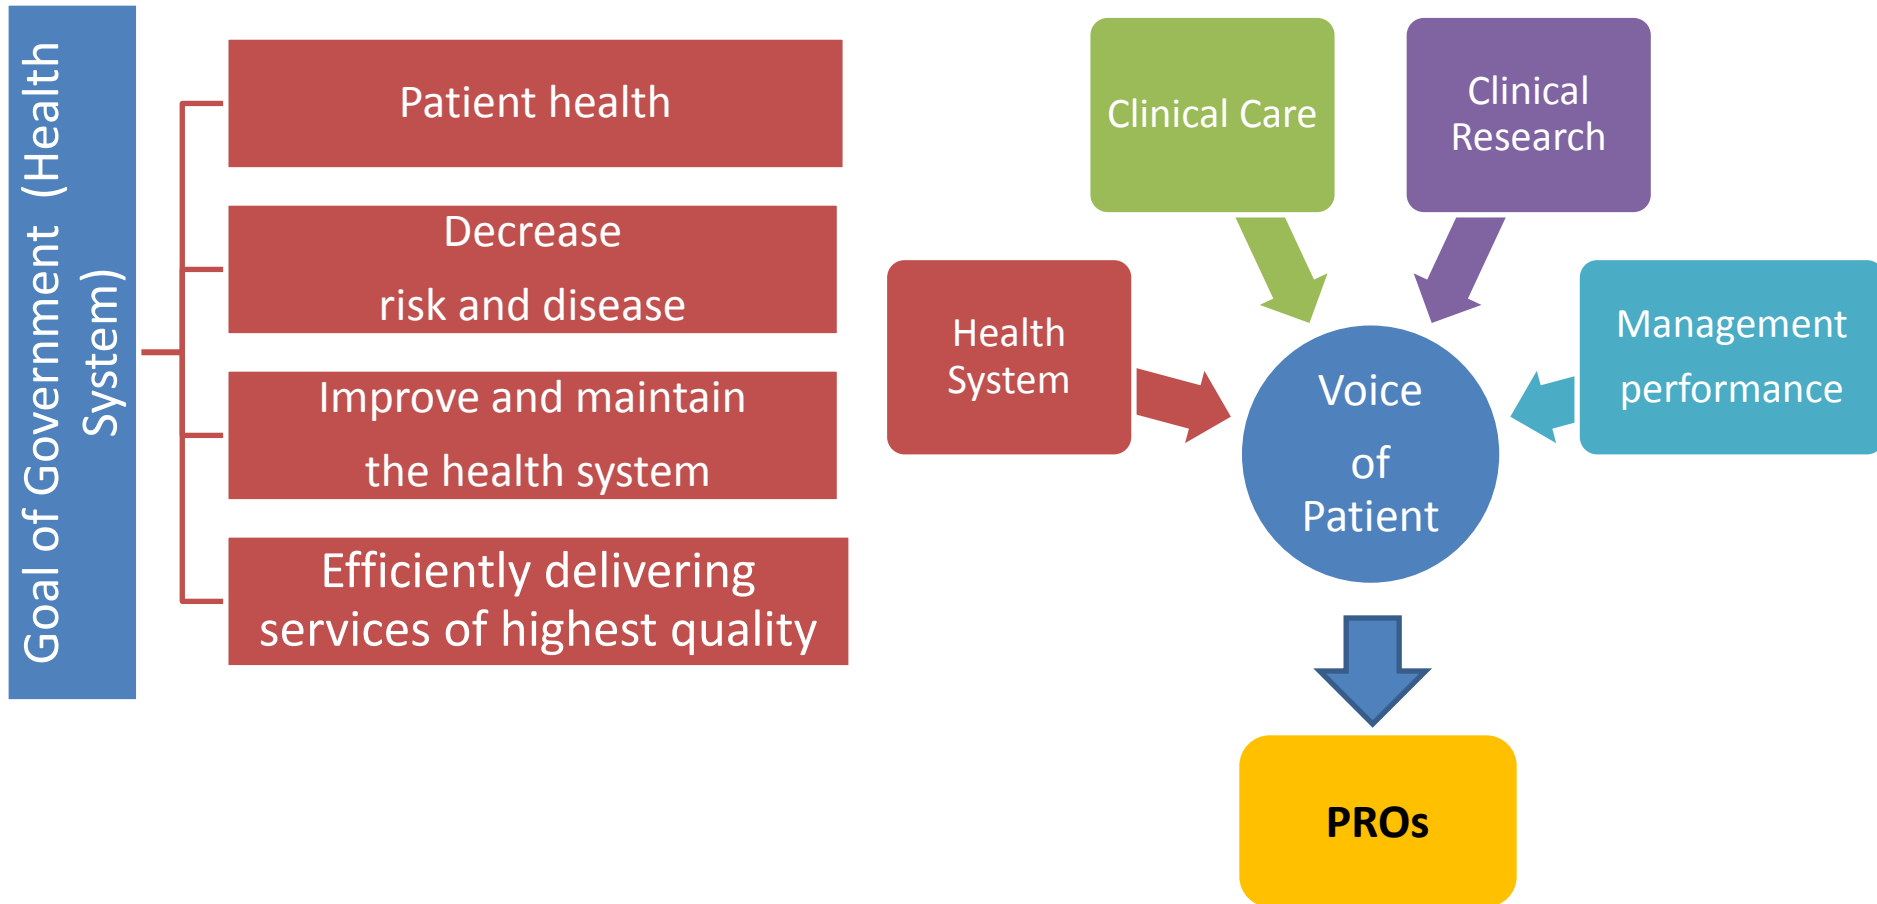 Goal of Government (Health
System)
Patient health
Decrease
risk and disease
Improve and maintain
the health system
Efficiently delivering
services of highest quality
Clinical Care
Clinical
Research
Health
System
Management
performance
Voice
of
Patient
PROs